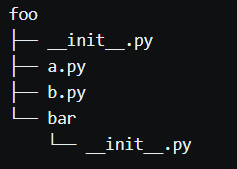 foo
├── __init__.py
├── a.py
├── b.py
└── bar
    └── __init__.py